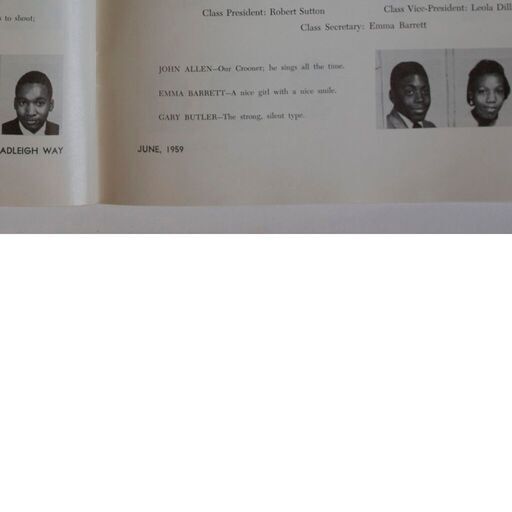 s to shout;
ADLEIGH WAY
Class President: Robert Sutton
Class Vice-President: Leola Dill
Class Secretary: Emma Barrett
JOHN ALLEN—Our Crooner; he sings all the time.
EMMA BARRETT—A nice girl with a nice smile.
GARY BUTLER—The strong, silent type.
JUNE, 1959